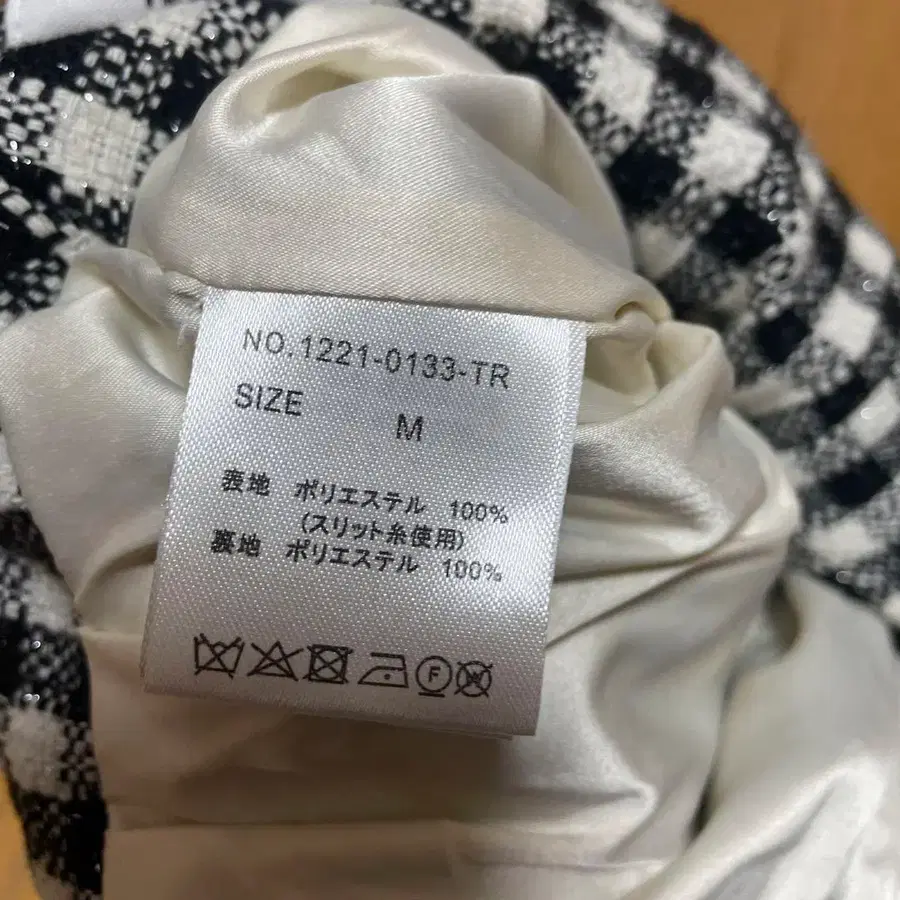 NO.1221-0133-TR
SIZE M
表地 ポリエステル 100%
(スリット糸使用)
裏地 ポリエステル 100%
F W